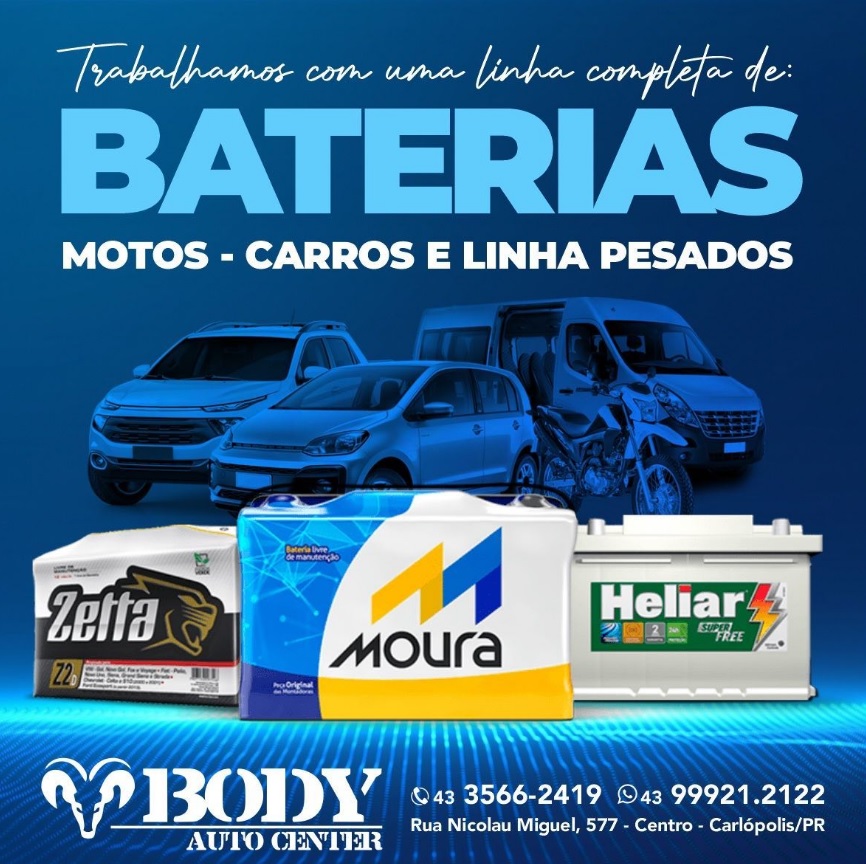 Trabalhamos com uma linha completa de:
BATERIAS
MOTOS - CARROS E LINHA PESADOS
Zetta
Z2D
Bateria livre
de manutenção
moura
Peça Original
das Montadoras
Heliar
SUPER
FREE
BODY
AUTO CENTER
43 3566-2419 43 99921.2122
Rua Nicolau Miguel, 577 - Centro - Carlópolis/PR